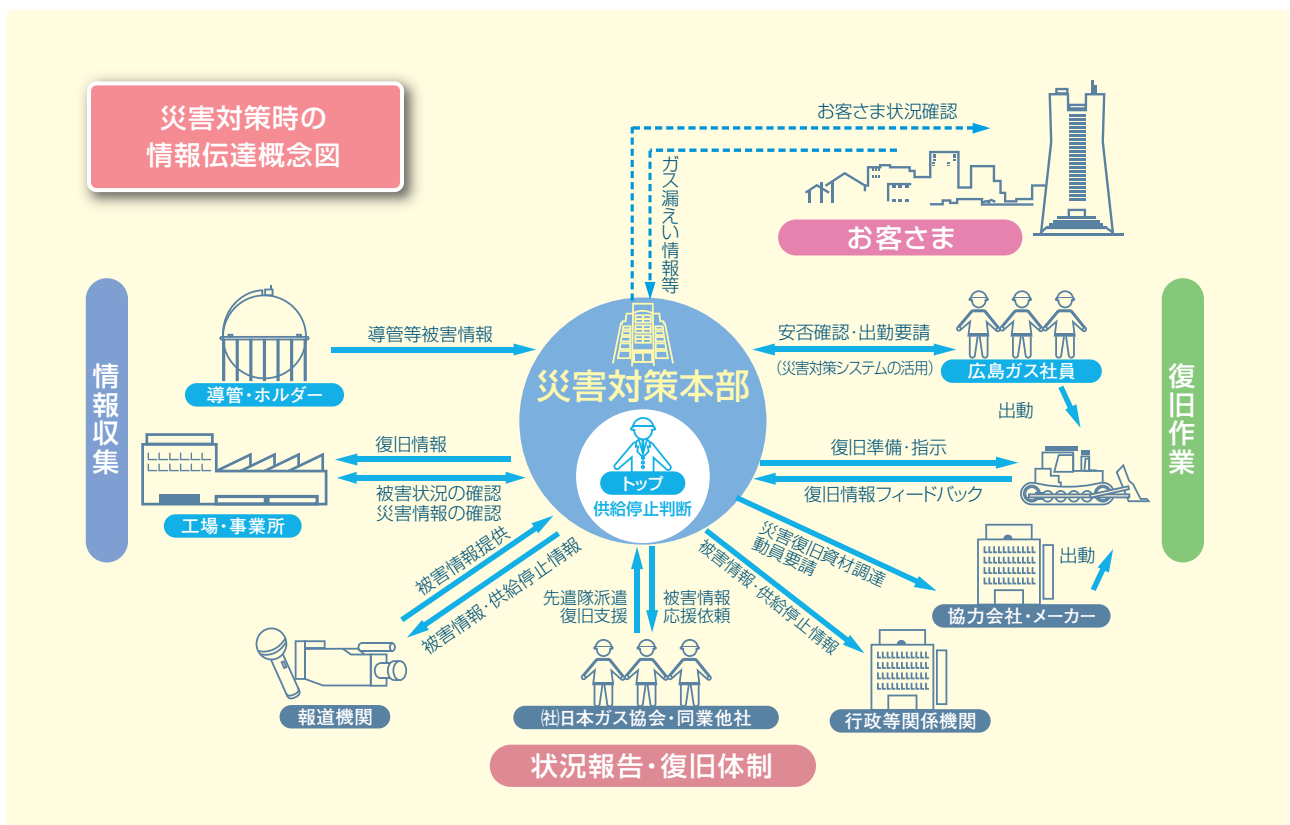 災害対策時の
情報伝達概念図
お客さま状況確認
ガス漏えい情報等
お客さま
情報収集
導管等被害情報
導管・ホルダー
復旧情報
被害状況の確認
災害情報の確認
工場・事業所
災害対策本部
トップ
供給停止判断
安否確認・出勤要請
(災害対策システムの活用)
広島ガス社員
出動
復旧準備・指示
復旧情報フィードバック
復旧作業
災害復旧資材調達
動員要請
出動
協力会社・メーカー
被害情報・供給停止情報
行政等関係機関
被害情報提供
被害情報・供給停止情報
報道機関
先遣隊派遣
復旧支援
被害情報
応援依頼
㈳日本ガス協会・同業他社
状況報告・復旧体制